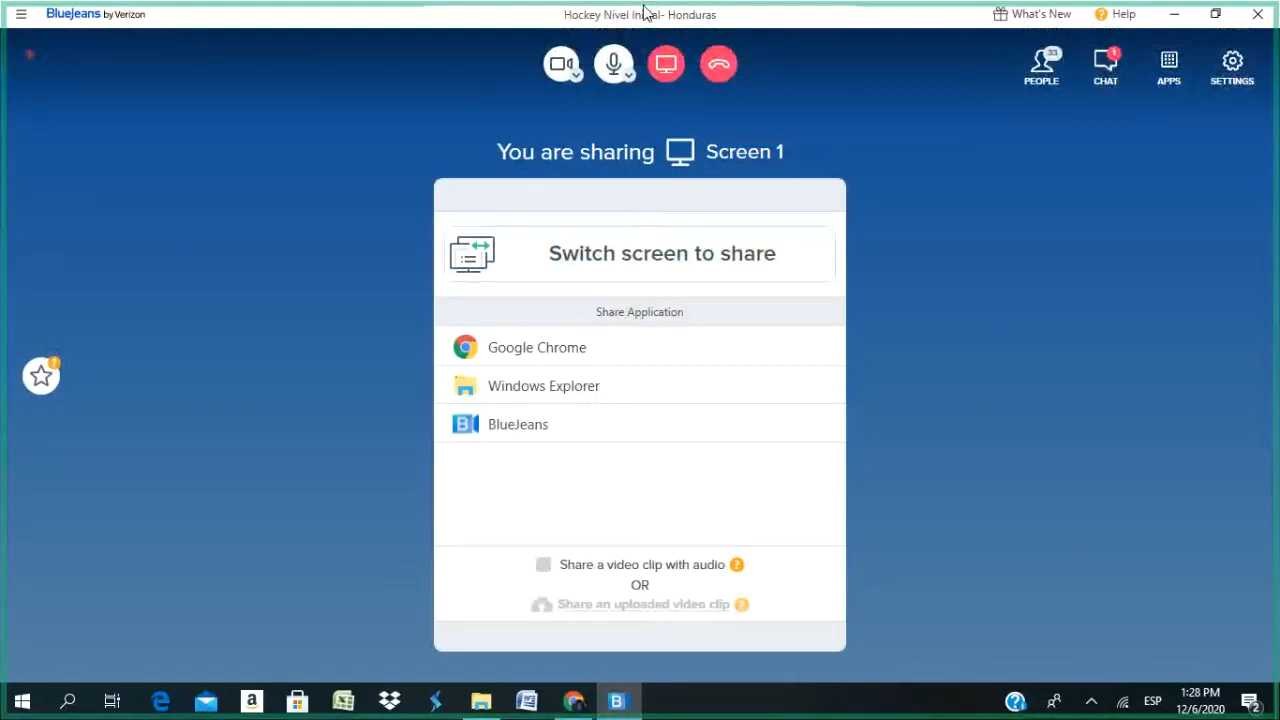 BlueJeans by Verizon
Hockey Nivel Inicial- Honduras
What's New
Help
33
PEOPLE
1
CHAT
APPS
SETTINGS
You are sharing Screen 1
Switch screen to share
Share Application
Google Chrome
Windows Explorer
BlueJeans
Share a video clip with audio ?
OR
Share an uploaded video clip ?
ESP
1:28 PM
12/6/2020
2